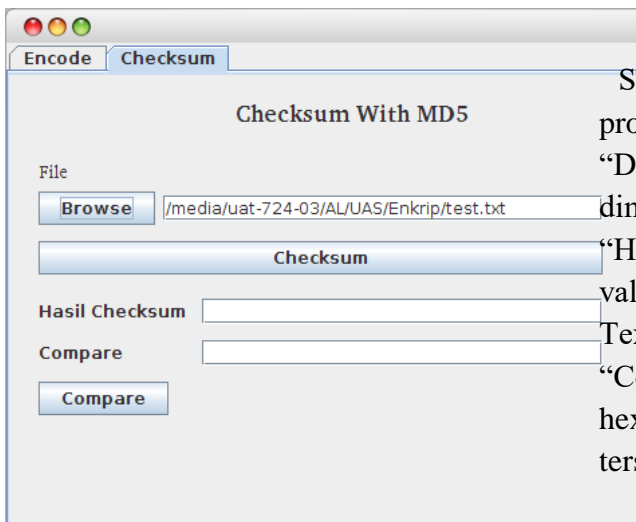 Encode Checksum
Checksum With MD5
File
Browse /media/uat-724-03/AL/UAS/Enkrip/test.txt
Checksum
Hasil Checksum
Compare
Compare